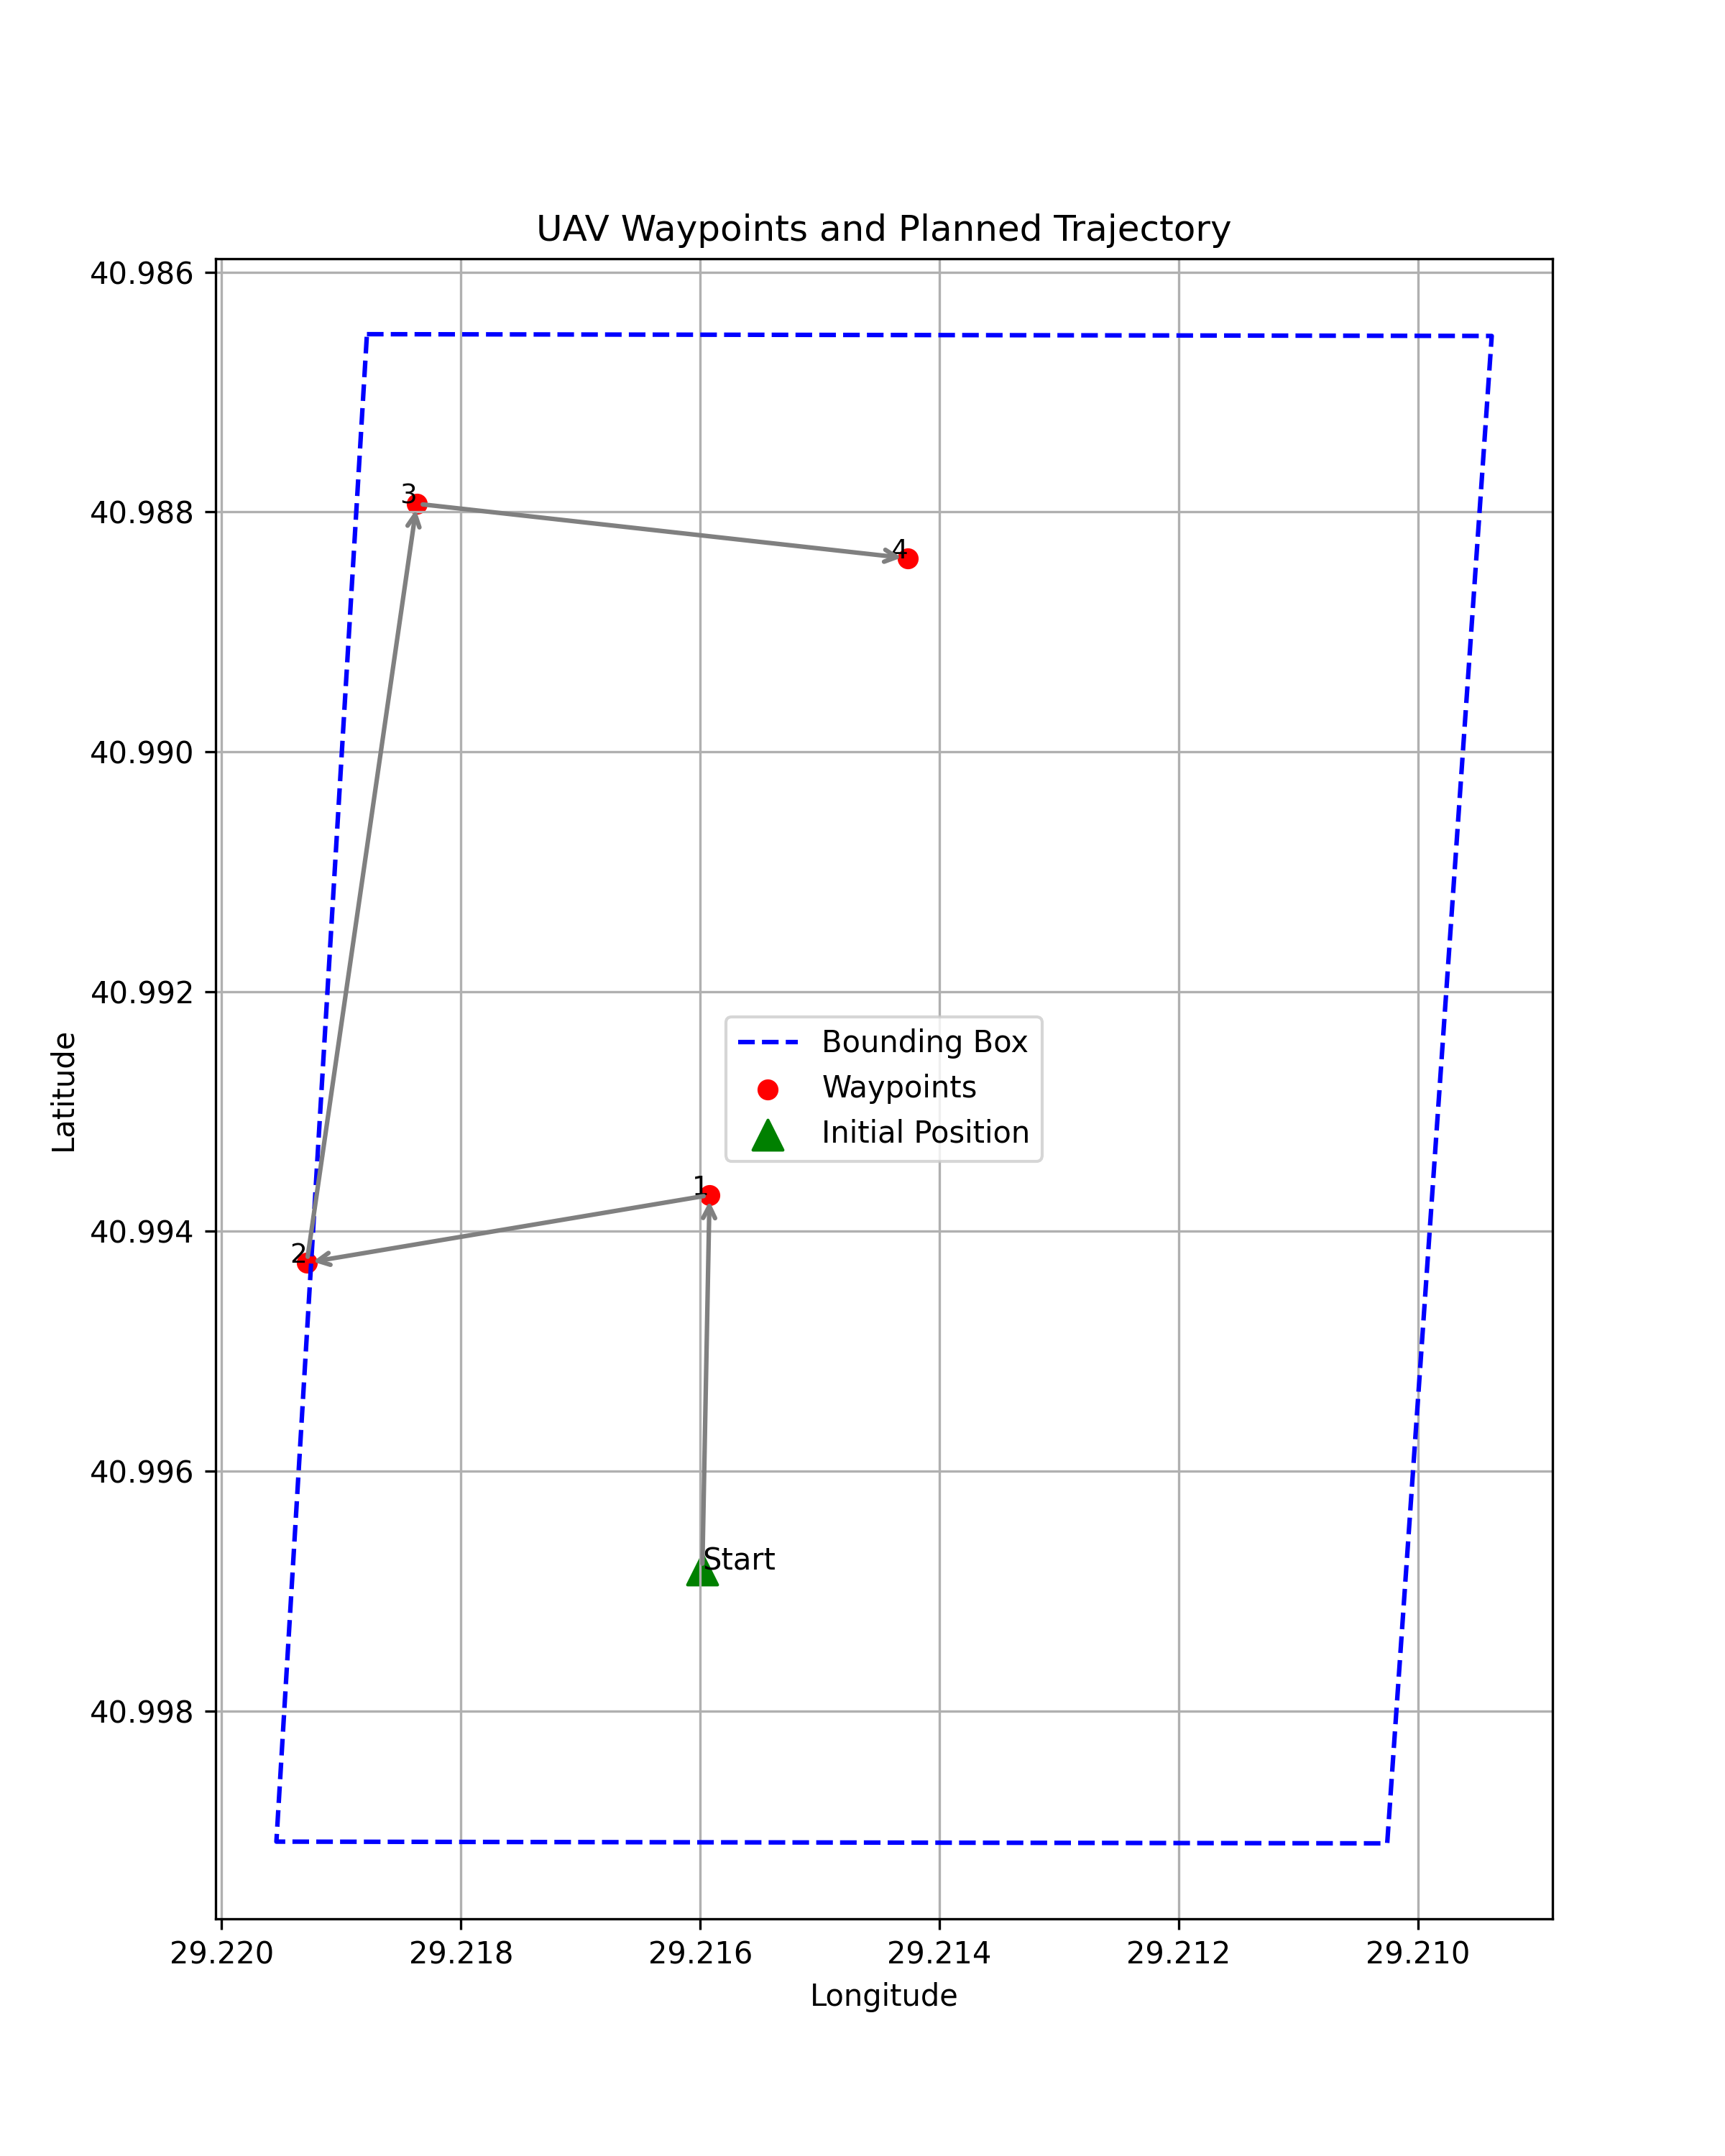 UAV Waypoints and Planned Trajectory
40.986
40.988
40.990
40.992
40.994
40.996
40.998
Latitude
3
4
Bounding Box
Waypoints
Initial Position
1
2
Start
29.220 29.218 29.216 29.214 29.212 29.210
Longitude